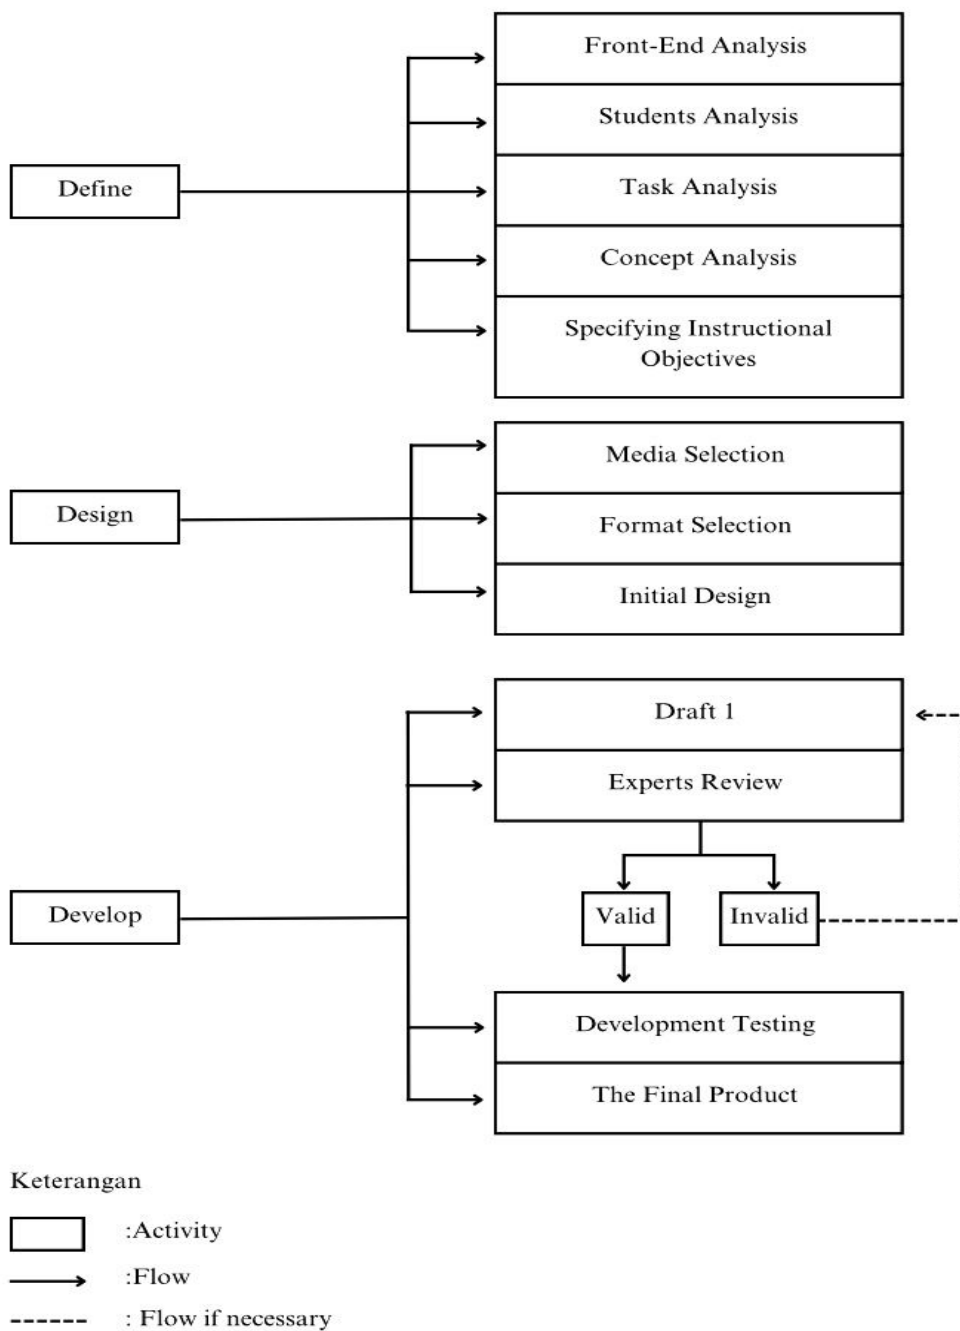 Front-End Analysis
Students Analysis
Define
Task Analysis
Concept Analysis
Specifying Instructional
Objectives
Media Selection
Design
Format Selection
Initial Design
Draft 1
Experts Review
Develop
Valid
Invalid
Development Testing
The Final Product
Keterangan
:Activity
:Flow
: Flow if necessary